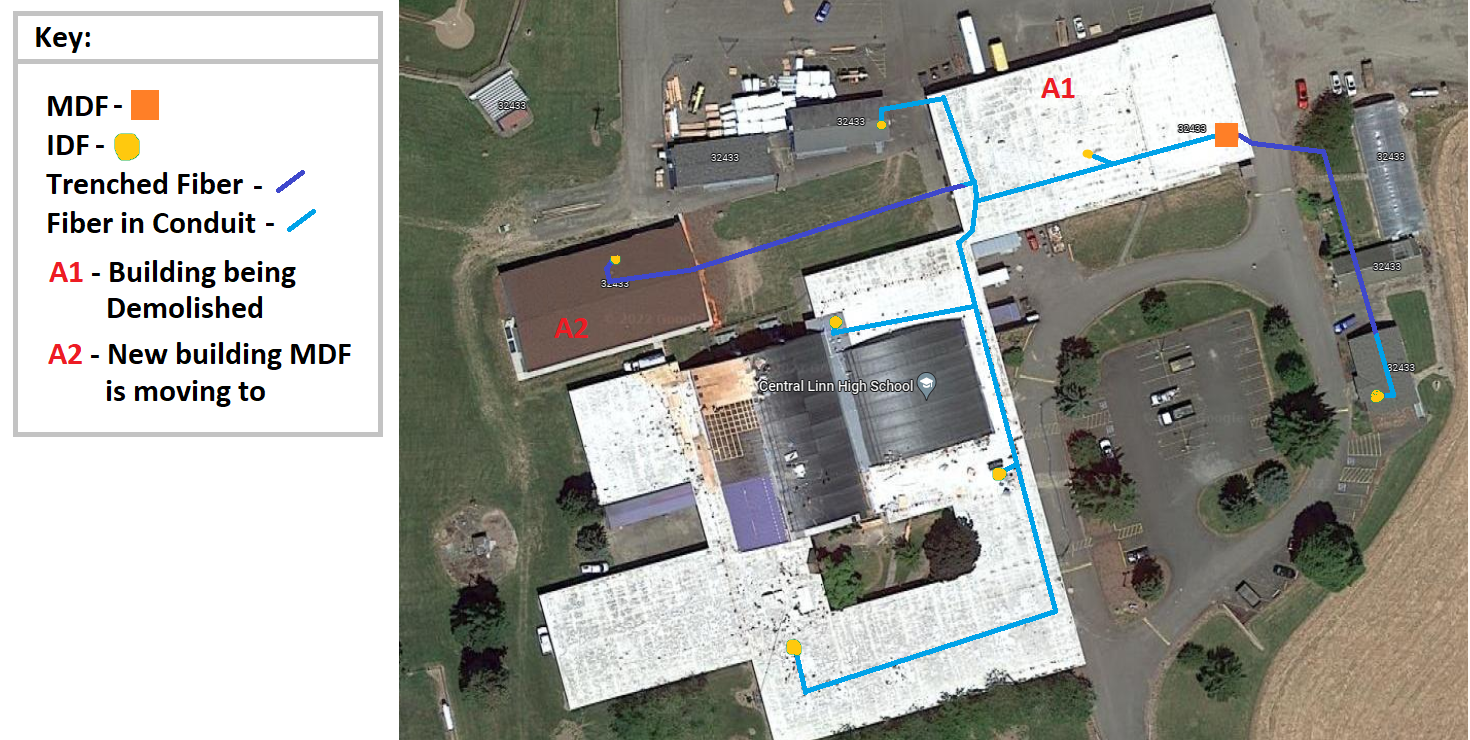 Key:
MDF -
IDF -
Trenched Fiber -
Fiber in Conduit -
A1 - Building being
Demolished
A2 - New building MDF
is moving to
A1
32433
32433
32433
32433
32433
32433
32433
A2
Central Linn High School
32433